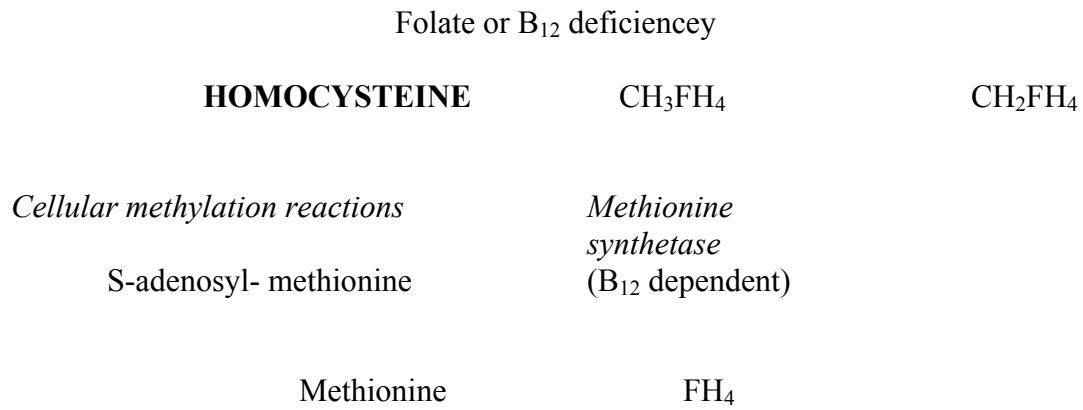 Folate or B₁₂ deficiencey
HOMOCYSTEINE CH₃FH₄ CH₂FH₄
Cellular methylation reactions Methionine
synthetase
S-adenosyl- methionine (B₁₂ dependent)
Methionine FH₄